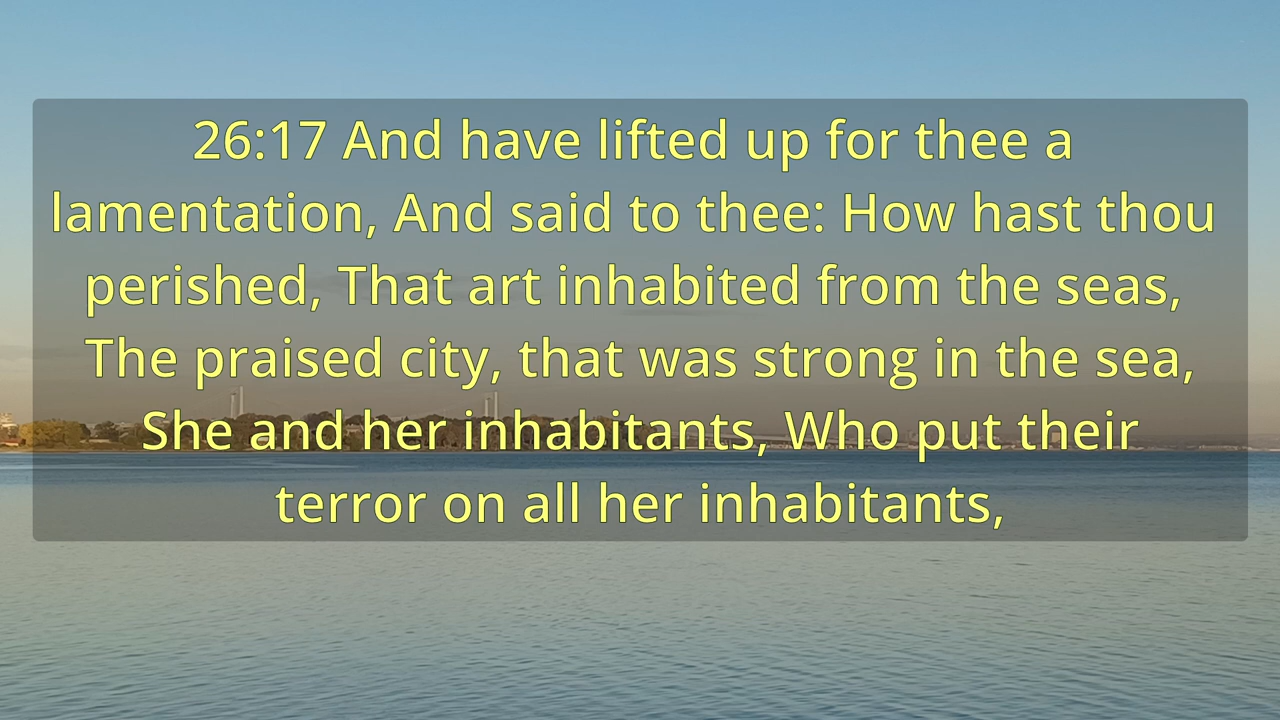 26:17 And have lifted up for thee a
lamentation, And said to thee: How hast thou
perished, That art inhabited from the seas,
The praised city, that was strong in the sea,
She and her inhabitants, Who put their
terror on all her inhabitants,